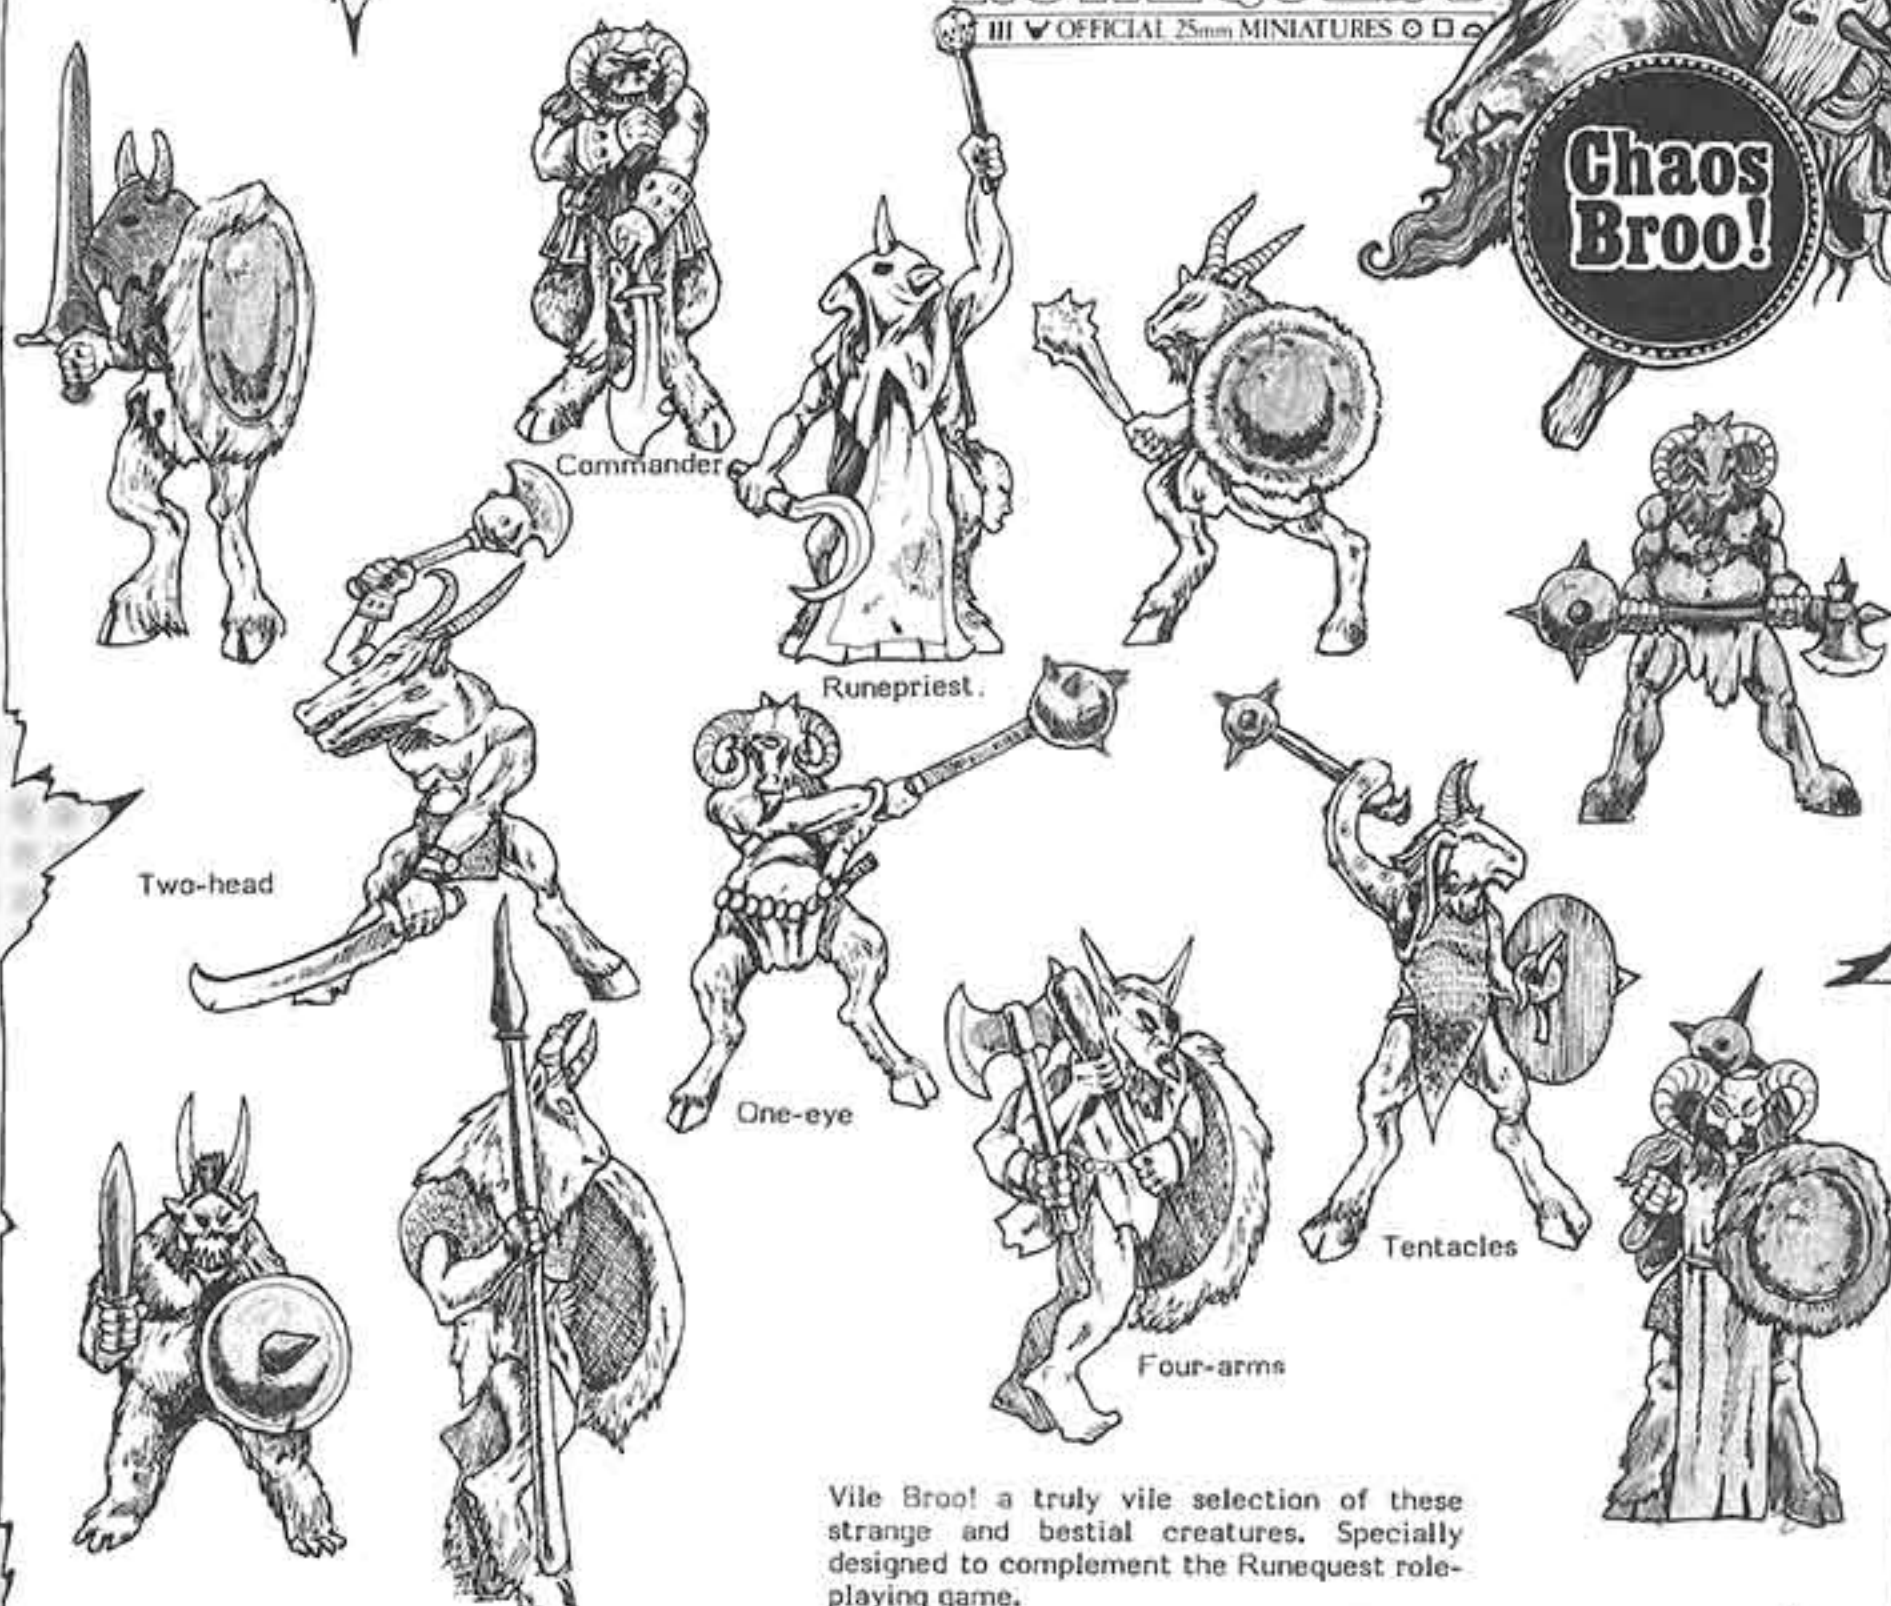 III OFFICIAL 25mm MINIATURES
Chaos
Broo!
Commander
Runepriest.
Two-head
One-eye
Tentacles
Four-arms
Vile Broo! a truly vile selection of these
strange and bestial creatures. Specially
designed to complement the Runequest role-
playing game.